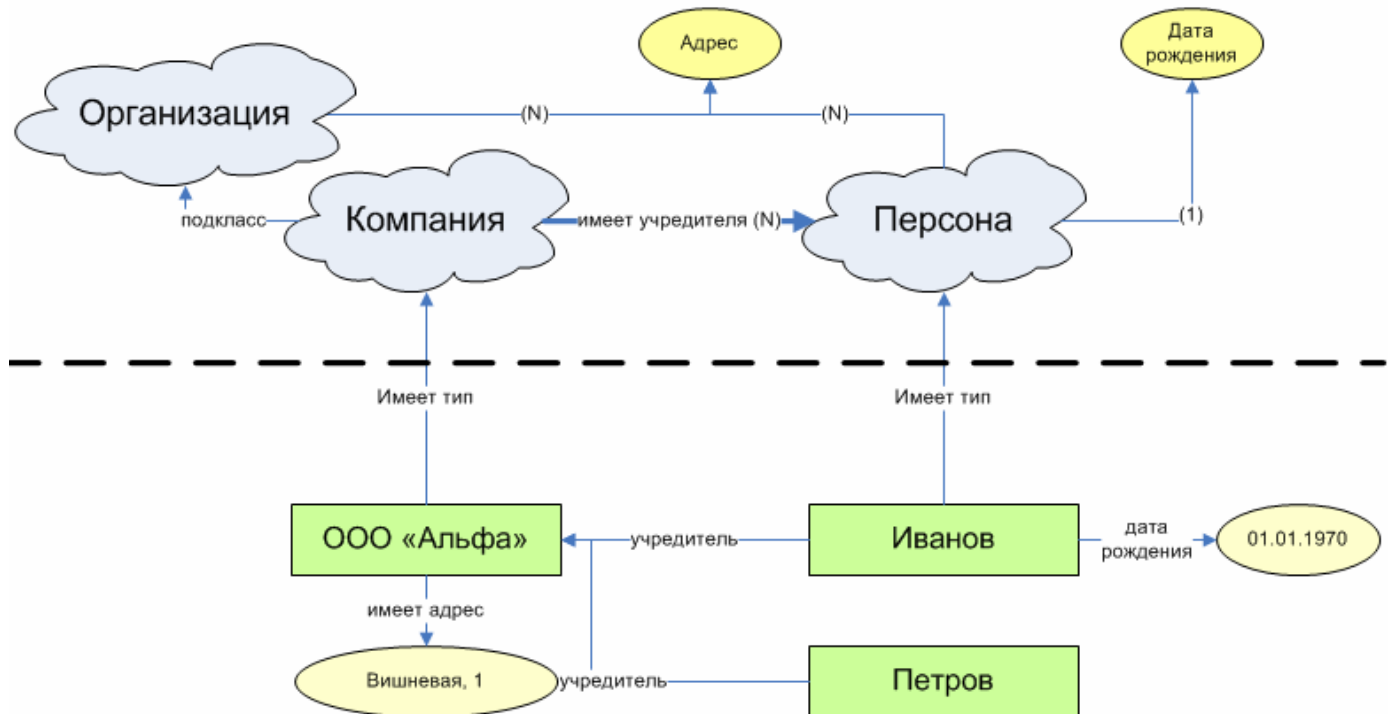 Адрес
Дата
рождения
Организация
(N)
(N)
подкласс
Компания
имеет учредителя (N)
Персона
(1)
Имеет тип
Имеет тип
ООО «Альфа»
учредитель
Иванов
дата
рождения
01.01.1970
имеет адрес
Вишневая, 1
учредитель
Петров